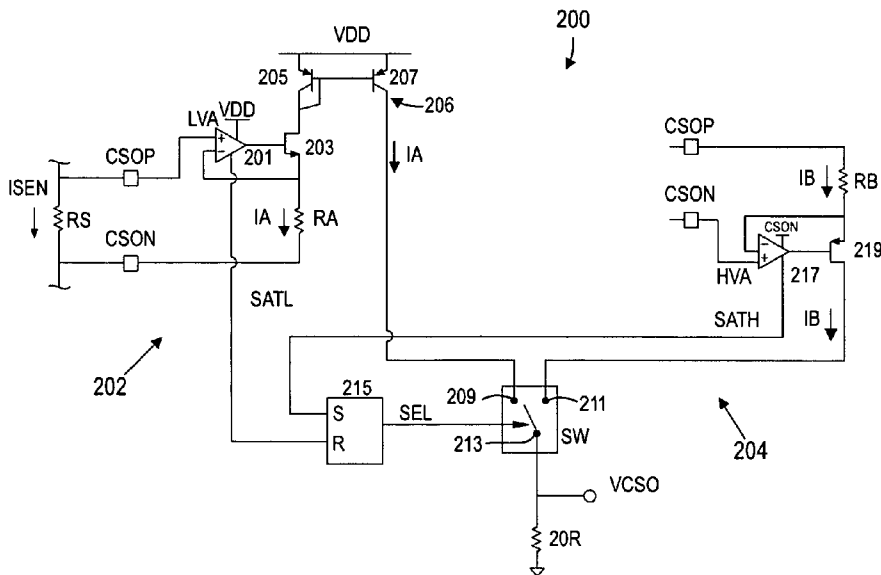 200
VDD
205
207
206
LVA
VDD
CSOP
201
203
IA
CSOP
ISEN
RS
IA
RA
IB
RB
CSON
CSON
CSON
219
HVA
217
SATL
SATH
IB
202
215
209
211
S
SEL
R
213
SW
204
VCSO
20R